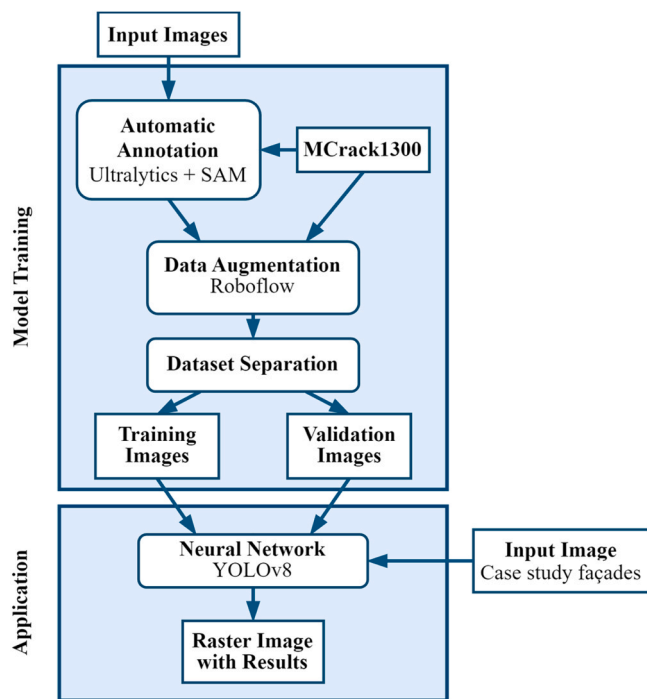 Input Images
Model Training
Automatic
Annotation
Ultralytics + SAM
MCrack1300
Data Augmentation
Roboflow
Dataset Separation
Training
Images
Validation
Images
Application
Neural Network
YOLOv8
Input Image
Case study façades
Raster Image
with Results